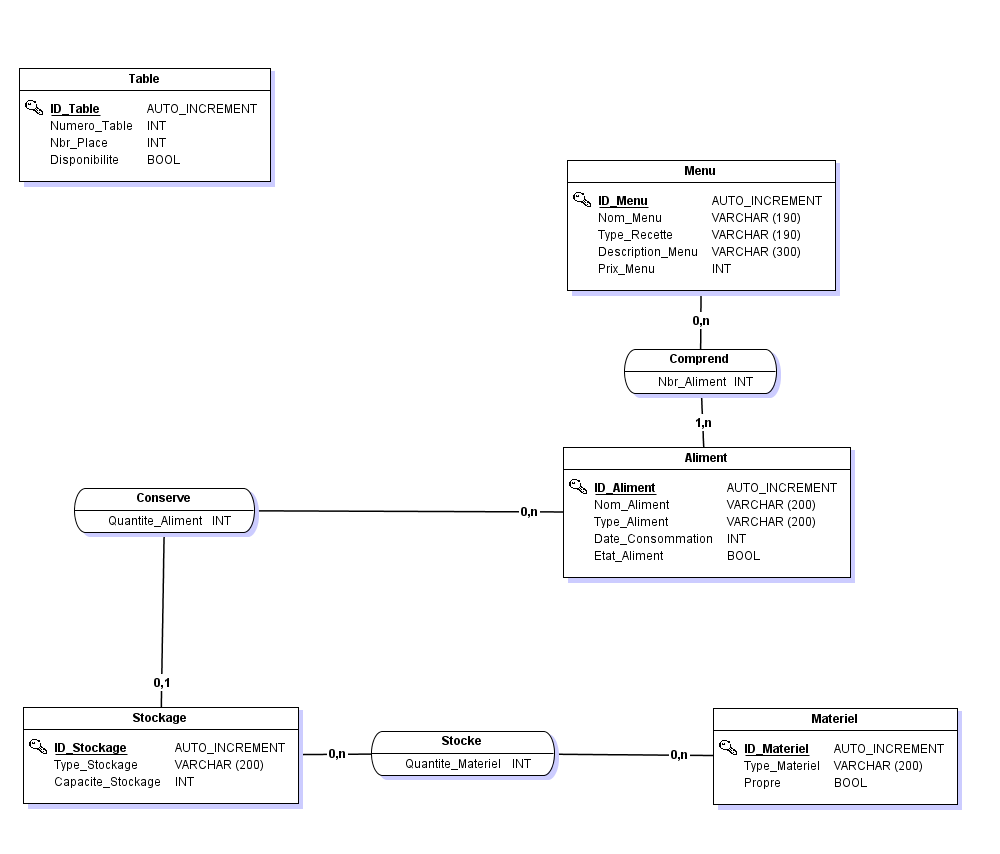 Table
ID_Table AUTO_INCREMENT
Numero_Table INT
Nbr_Place INT
Disponibilite BOOL
Menu
ID_Menu AUTO_INCREMENT
Nom_Menu VARCHAR (190)
Type_Recette VARCHAR (190)
Description_Menu VARCHAR (300)
Prix_Menu INT
0,n
Comprend
Nbr_Aliment INT
1,n
Aliment
ID_Aliment AUTO_INCREMENT
Nom_Aliment VARCHAR (200)
Type_Aliment VARCHAR (200)
Date_Consommation INT
Etat_Aliment BOOL
Conserve
Quantite_Aliment INT
0,n
0,1
Stockage
ID_Stockage AUTO_INCREMENT
Type_Stockage VARCHAR (200)
Capacite_Stockage INT
0,n
Stocke
Quantite_Materiel INT
0,n
Materiel
ID_Materiel AUTO_INCREMENT
Type_Materiel VARCHAR (200)
Propre BOOL